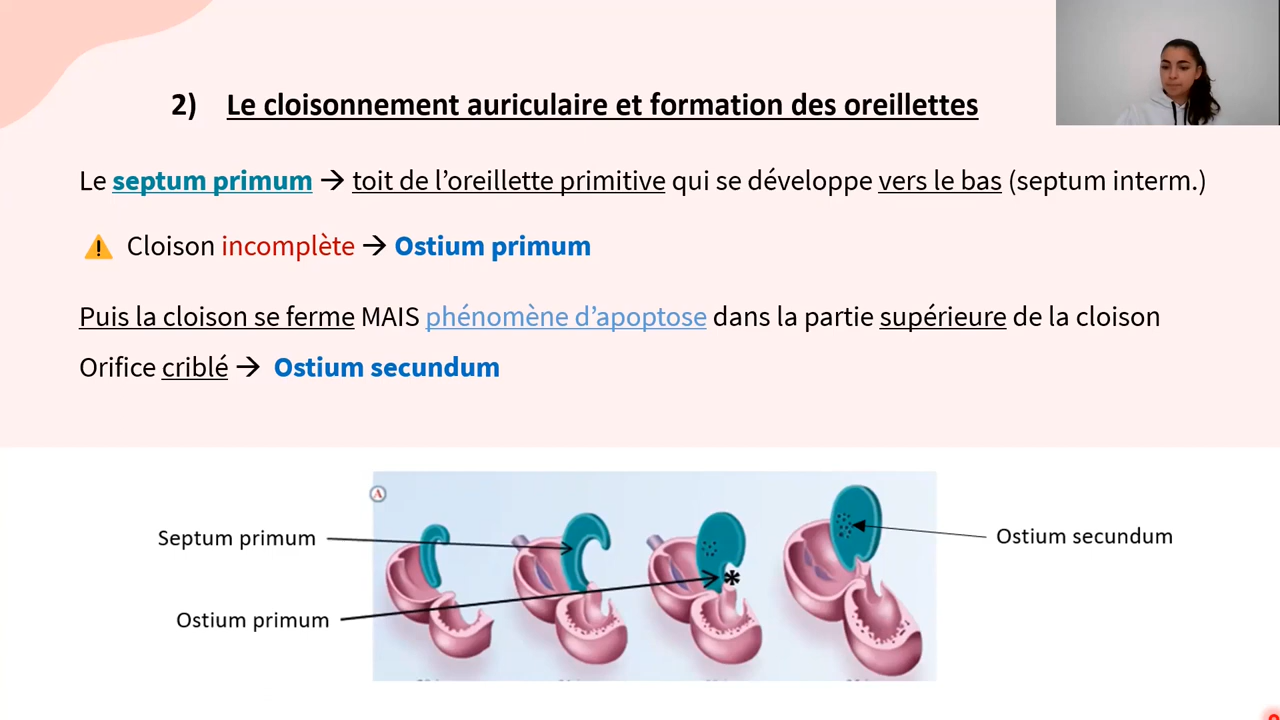 2) Le cloisonnement auriculaire et formation des oreillettes
Le septum primum → toit de l’oreillette primitive qui se développe vers le bas (septum interm.)
Cloison incomplète → Ostium primum
Puis la cloison se ferme MAIS phénomène d’apoptose dans la partie supérieure de la cloison
Orifice criblé → Ostium secundum
A
Septum primum
Ostium secundum
*
Ostium primum